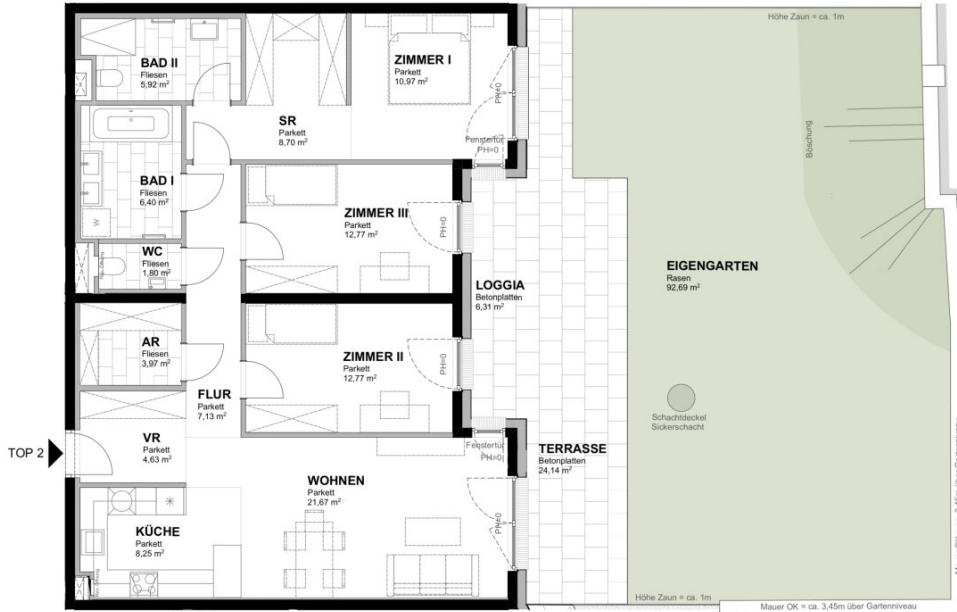 Höhe Zaun = ca. 1m
BAD II
Fliesen
5,92 m²
ZIMMER I
Parkett
10,97 m²
PH=0
SR
Parkett
8,70 m²
Fenstertür
PH=0
Böschung
BAD I
Fliesen
6,40 m²
W
ZIMMER III
Parkett
12,77 m²
PH=0
WC
Fliesen
1,80 m²
EIGENGARTEN
Rasen
92,69 m²
LOGGIA
Betonplatten
6,31 m²
AR
Fliesen
3,97 m²
ZIMMER II
Parkett
12,77 m²
PH=0
FLUR
Parkett
7,13 m²
Schachtdeckel
Sickerschacht
TOP 2
VR
Parkett
4,63 m²
Fenstertür
PH=0
TERRASSE
Betonplatten
24,14 m²
WOHNEN
Parkett
21,67 m²
PH=0
KÜCHE
Parkett
8,25 m²
Höhe Zaun = ca. 1m
Mauer OK = ca. 3,45m über Gartenniveau